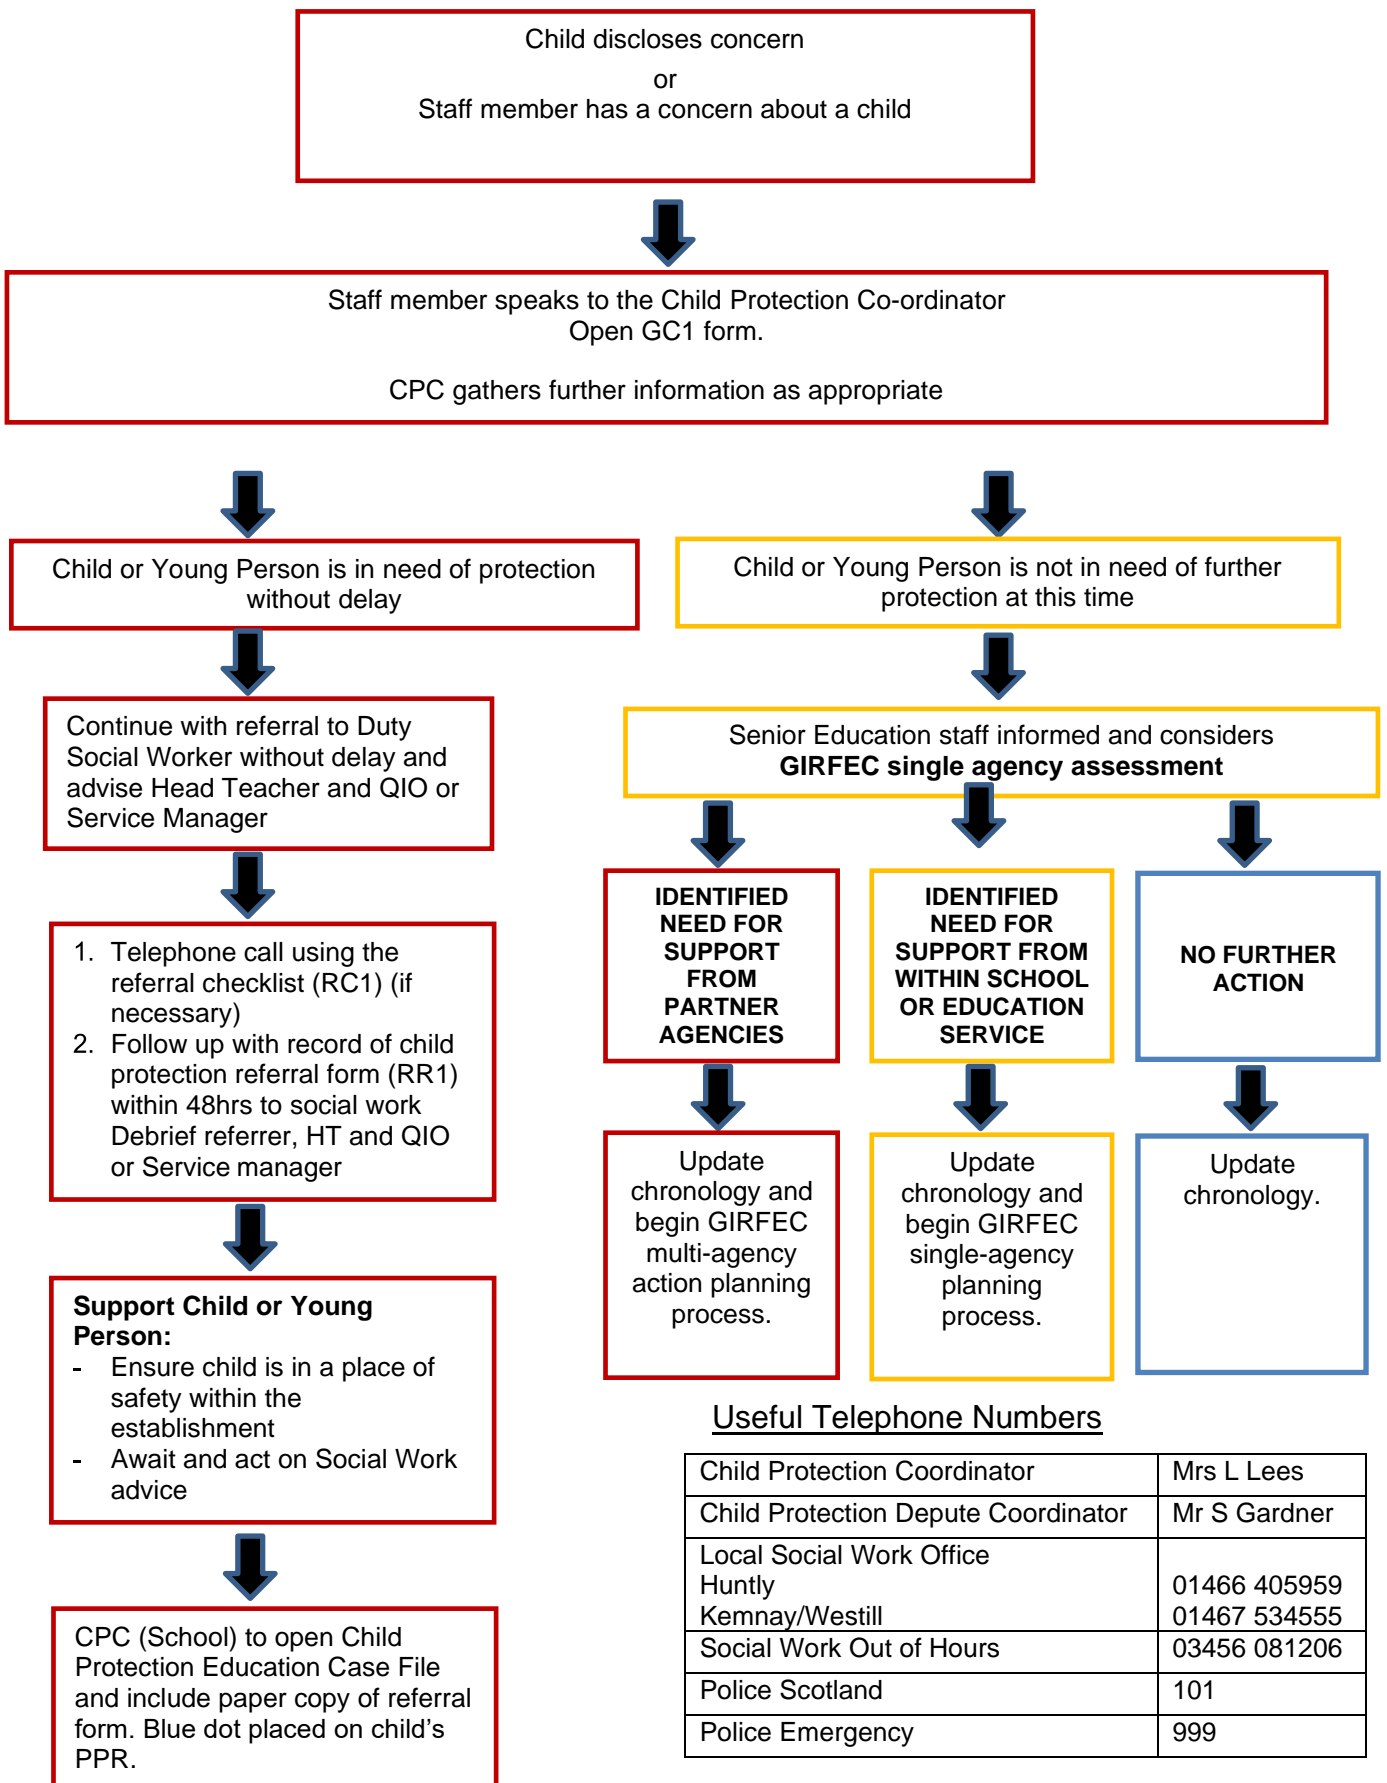 Child discloses concern
or
Staff member has a concern about a child
Staff member speaks to the Child Protection Co-ordinator
Open GC1 form.
CPC gathers further information as appropriate
Child or Young Person is in need of protection
without delay
Child or Young Person is not in need of further
protection at this time
Continue with referral to Duty
Social Worker without delay and
advise Head Teacher and QIO or
Service Manager
Senior Education staff informed and considers
GIRFEC single agency assessment
1. Telephone call using the
referral checklist (RC1) (if
necessary)
2. Follow up with record of child
protection referral form (RR1)
within 48hrs to social work
Debrief referrer, HT and QIO
or Service manager
IDENTIFIED
NEED FOR
SUPPORT
FROM
PARTNER
AGENCIES
IDENTIFIED
NEED FOR
SUPPORT FROM
WITHIN SCHOOL
OR EDUCATION
SERVICE
NO FURTHER
ACTION
Update
chronology and
begin GIRFEC
multi-agency
action planning
process.
Update
chronology and
begin GIRFEC
single-agency
planning
process.
Update
chronology.
Support Child or Young
Person:
- Ensure child is in a place of
safety within the
establishment
- Await and act on Social Work
advice
CPC (School) to open Child
Protection Education Case File
and include paper copy of referral
form. Blue dot placed on child's
PPR.
Useful Telephone Numbers
Child Protection Coordinator Mrs L Lees
Child Protection Depute Coordinator Mr S Gardner
Local Social Work Office
Huntly 01466 405959
Kemnay/Westill 01467 534555
Social Work Out of Hours 03456 081206
Police Scotland 101
Police Emergency 999